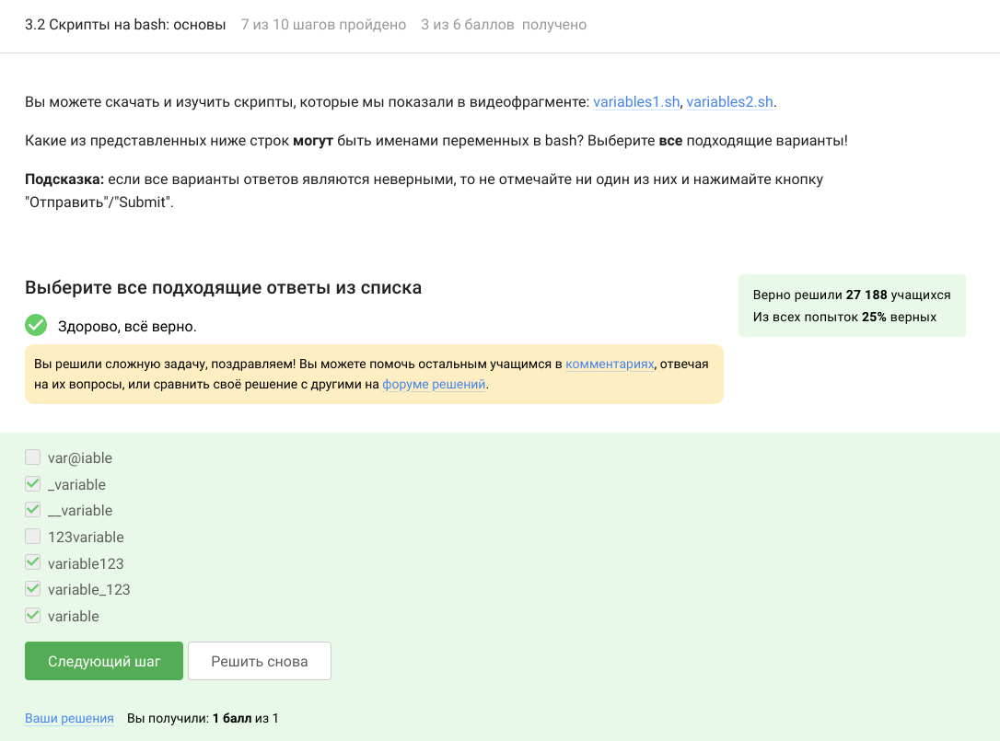 3.2 Скрипты на bash: основы 7 из 10 шагов пройдено 3 из 6 баллов получено
Вы можете скачать и изучить скрипты, которые мы показали в видеофрагменте: variables1.sh, variables2.sh.
Какие из представленных ниже строк могут быть именами переменных в bash? Выберите все подходящие варианты!
Подсказка: если все варианты ответов являются неверными, то не отмечайте ни один из них и нажимайте кнопку
"Отправить"/"Submit".
Выберите все подходящие ответы из списка
Верно решили 27 188 учащихся
Из всех попыток 25% верных
Здорово, всё верно.
Вы решили сложную задачу, поздравляем! Вы можете помочь остальным учащимся в комментариях, отвечая
на их вопросы, или сравнить своё решение с другими на форуме решений.
var@iable
_variable
__variable
123variable
variable123
variable_123
variable
Следующий шаг Решить снова
Ваши решения Вы получили: 1 балл из 1